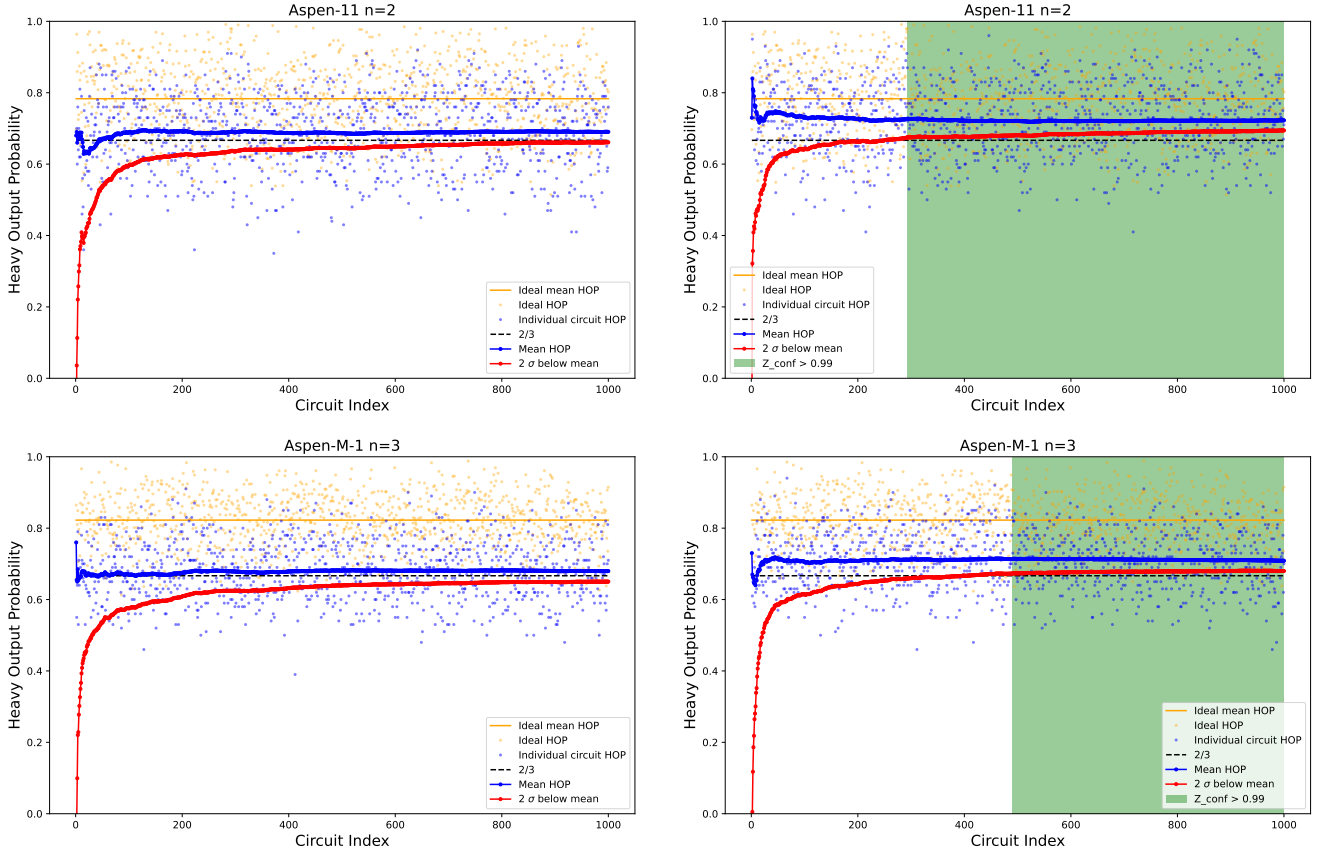 Aspen-11 n=2
Heavy Output Probability
1.0
0.8
0.6
0.4
0.2
0.0
0
200
400
600
800
1000
Circuit Index
Ideal mean HOP
Ideal HOP
Individual circuit HOP
2/3
Mean HOP
2 σ below mean
Aspen-11 n=2
Heavy Output Probability
1.0
0.8
0.6
0.4
0.2
0.0
0
200
400
600
800
1000
Circuit Index
Ideal mean HOP
Ideal HOP
Individual circuit HOP
2/3
Mean HOP
2 σ below mean
Z_conf > 0.99
Aspen-M-1 n=3
Heavy Output Probability
1.0
0.8
0.6
0.4
0.2
0.0
0
200
400
600
800
1000
Circuit Index
Ideal mean HOP
Ideal HOP
Individual circuit HOP
2/3
Mean HOP
2 σ below mean
Aspen-M-1 n=3
Heavy Output Probability
1.0
0.8
0.6
0.4
0.2
0.0
0
200
400
600
800
1000
Circuit Index
Ideal mean HOP
Ideal HOP
Individual circuit HOP
2/3
Mean HOP
2 σ below mean
Z_conf > 0.99